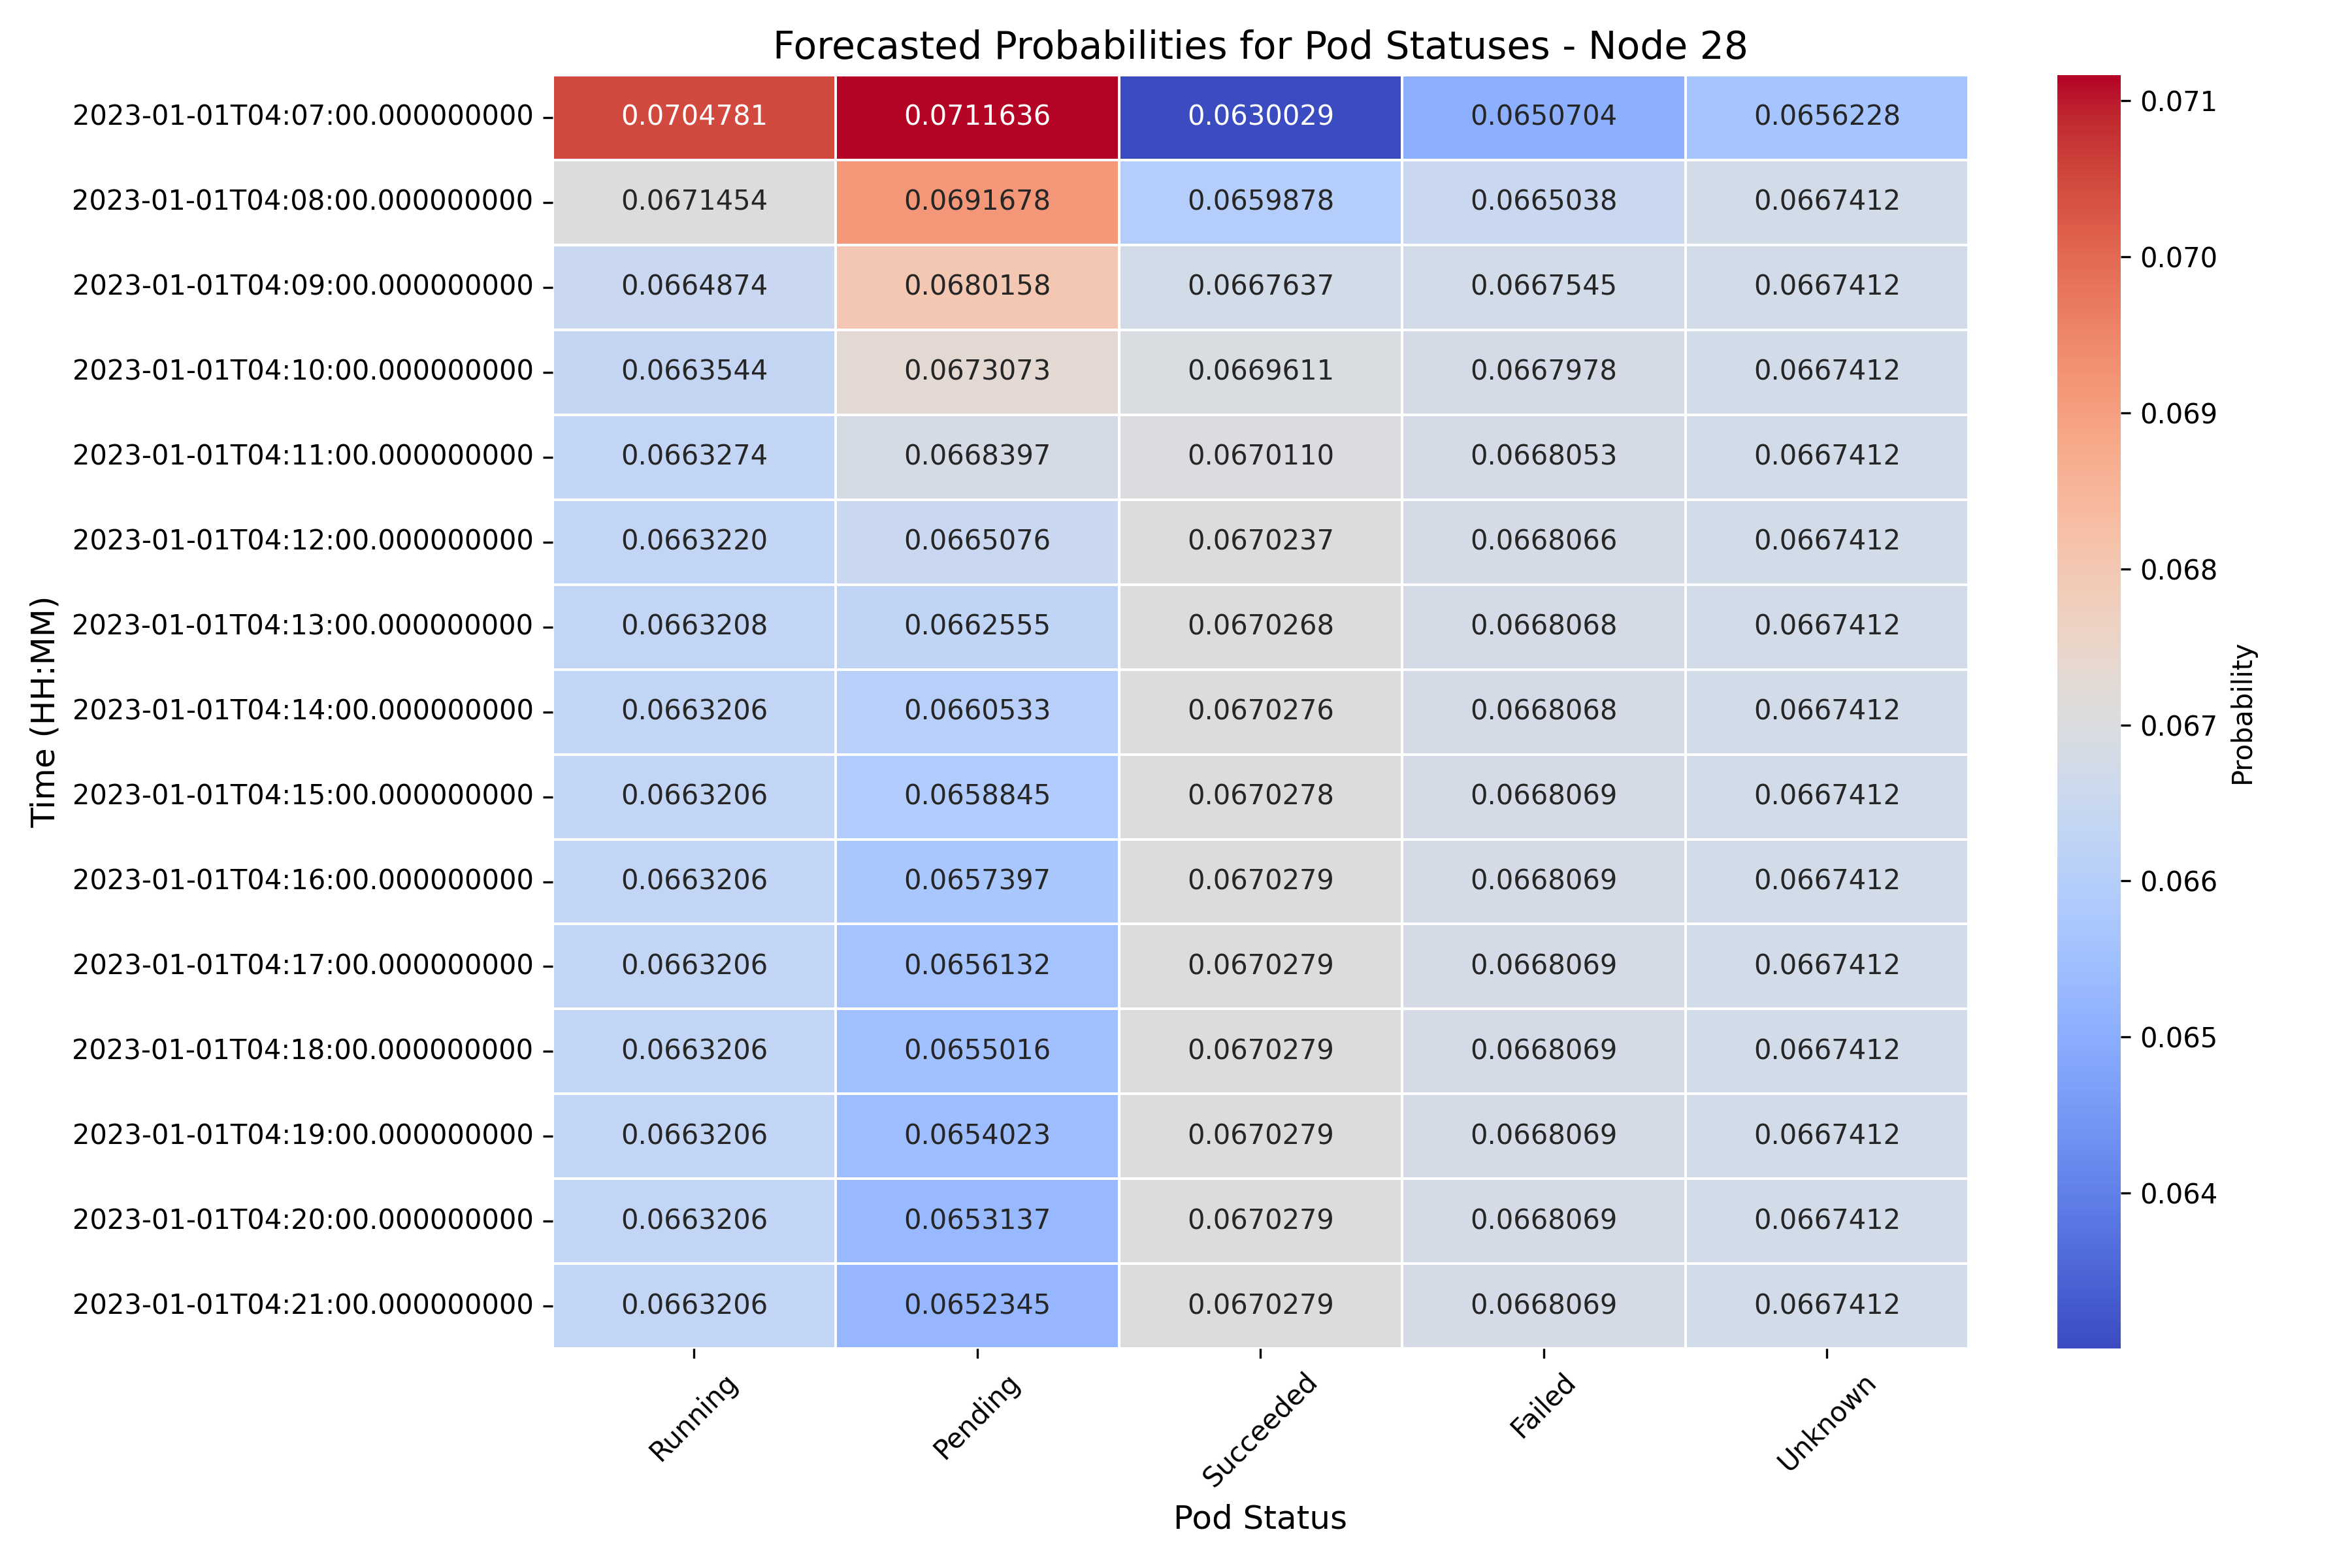 Forecasted Probabilities for Pod Statuses - Node 28
2023-01-01T04:07:00.000000000 0.0704781 0.0711636 0.0630029 0.0650704 0.0656228
2023-01-01T04:08:00.000000000 0.0671454 0.0691678 0.0659878 0.0665038 0.0667412
2023-01-01T04:09:00.000000000 0.0664874 0.0680158 0.0667637 0.0667545 0.0667412
2023-01-01T04:10:00.000000000 0.0663544 0.0673073 0.0669611 0.0667978 0.0667412
2023-01-01T04:11:00.000000000 0.0663274 0.0668397 0.0670110 0.0668053 0.0667412
2023-01-01T04:12:00.000000000 0.0663220 0.0665076 0.0670237 0.0668066 0.0667412
2023-01-01T04:13:00.000000000 0.0663208 0.0662555 0.0670268 0.0668068 0.0667412
2023-01-01T04:14:00.000000000 0.0663206 0.0660533 0.0670276 0.0668068 0.0667412
2023-01-01T04:15:00.000000000 0.0663206 0.0658845 0.0670278 0.0668069 0.0667412
2023-01-01T04:16:00.000000000 0.0663206 0.0657397 0.0670279 0.0668069 0.0667412
2023-01-01T04:17:00.000000000 0.0663206 0.0656132 0.0670279 0.0668069 0.0667412
2023-01-01T04:18:00.000000000 0.0663206 0.0655016 0.0670279 0.0668069 0.0667412
2023-01-01T04:19:00.000000000 0.0663206 0.0654023 0.0670279 0.0668069 0.0667412
2023-01-01T04:20:00.000000000 0.0663206 0.0653137 0.0670279 0.0668069 0.0667412
2023-01-01T04:21:00.000000000 0.0663206 0.0652345 0.0670279 0.0668069 0.0667412
Running Pending Succeeded Failed Unknown
Pod Status
Time (HH:MM)
0.071
0.070
0.069
0.068
0.067
0.066
0.065
0.064
Probability